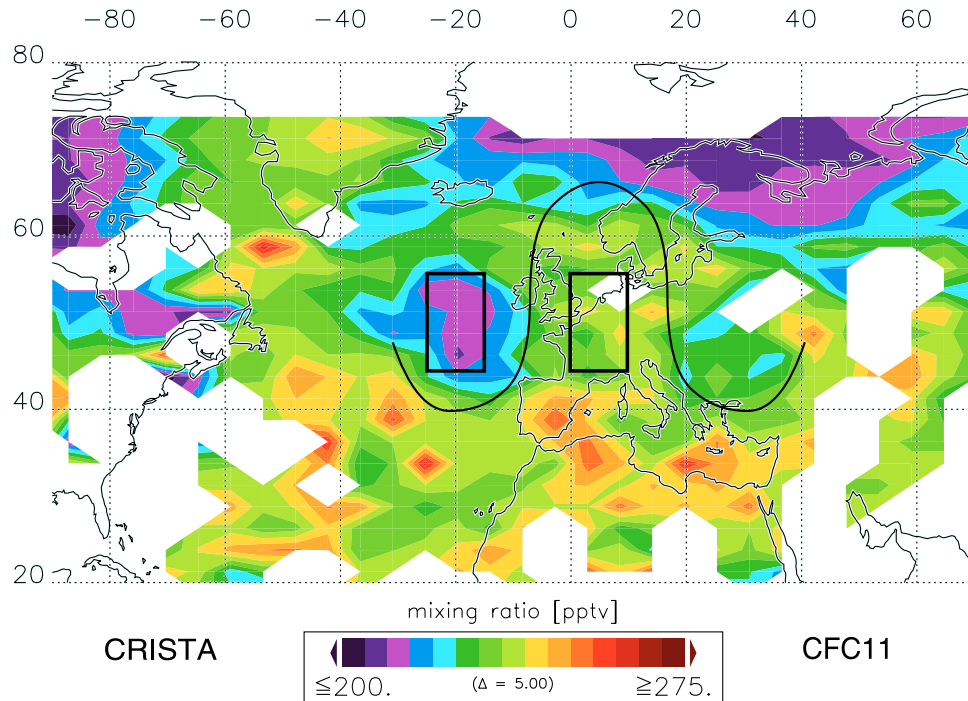 −80 −60 −40 −20 0 20 40 60
80
60
40
20
mixing ratio [pptv]
CRISTA
CFC11
≦200. (Δ = 5.00) ≧275.